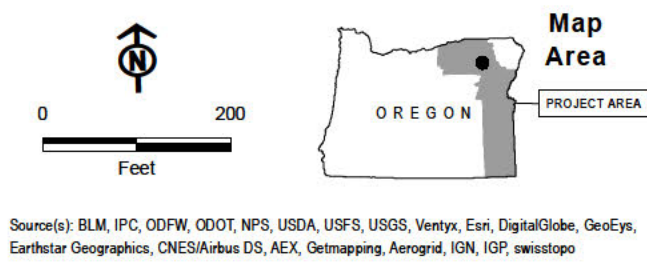 N
Map
Area
0 200
Feet
OREGON
PROJECT AREA
Source(s): BLM, IPC, ODFW, ODOT, NPS, USDA, USFS, USGS, Ventyx, Esri, DigitalGlobe, GeoEys,
Earthstar Geographics, CNES/Airbus DS, AEX, Getmapping, Aerogrid, IGN, IGP, swisstopo